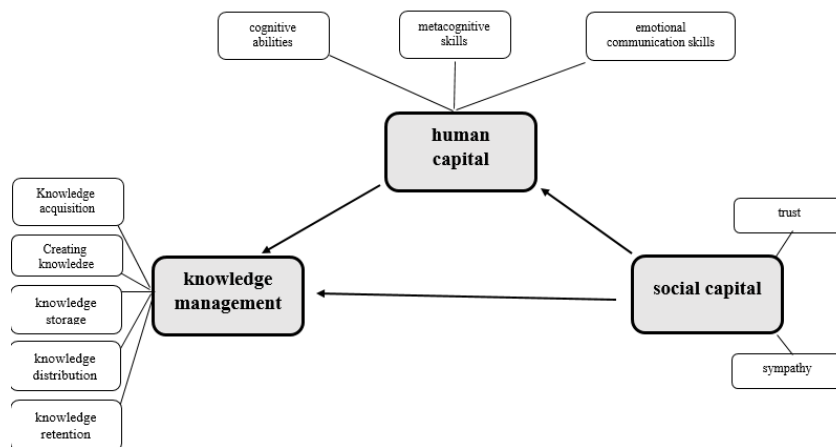 cognitive
abilities
metacognitive
skills
emotional
communication skills
human
capital
Knowledge
acquisition
Creating
knowledge
knowledge
storage
knowledge
distribution
knowledge
retention
knowledge
management
trust
social capital
sympathy